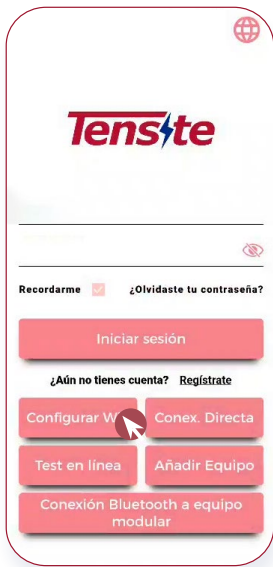 Tensite
Recordarme ¿Olvidaste tu contraseña?
Iniciar sesión
¿Aún no tienes cuenta? Regístrate
Configurar Conex. Directa
Test en línea Añadir Equipo
Conexión Bluetooth a equipo
modular